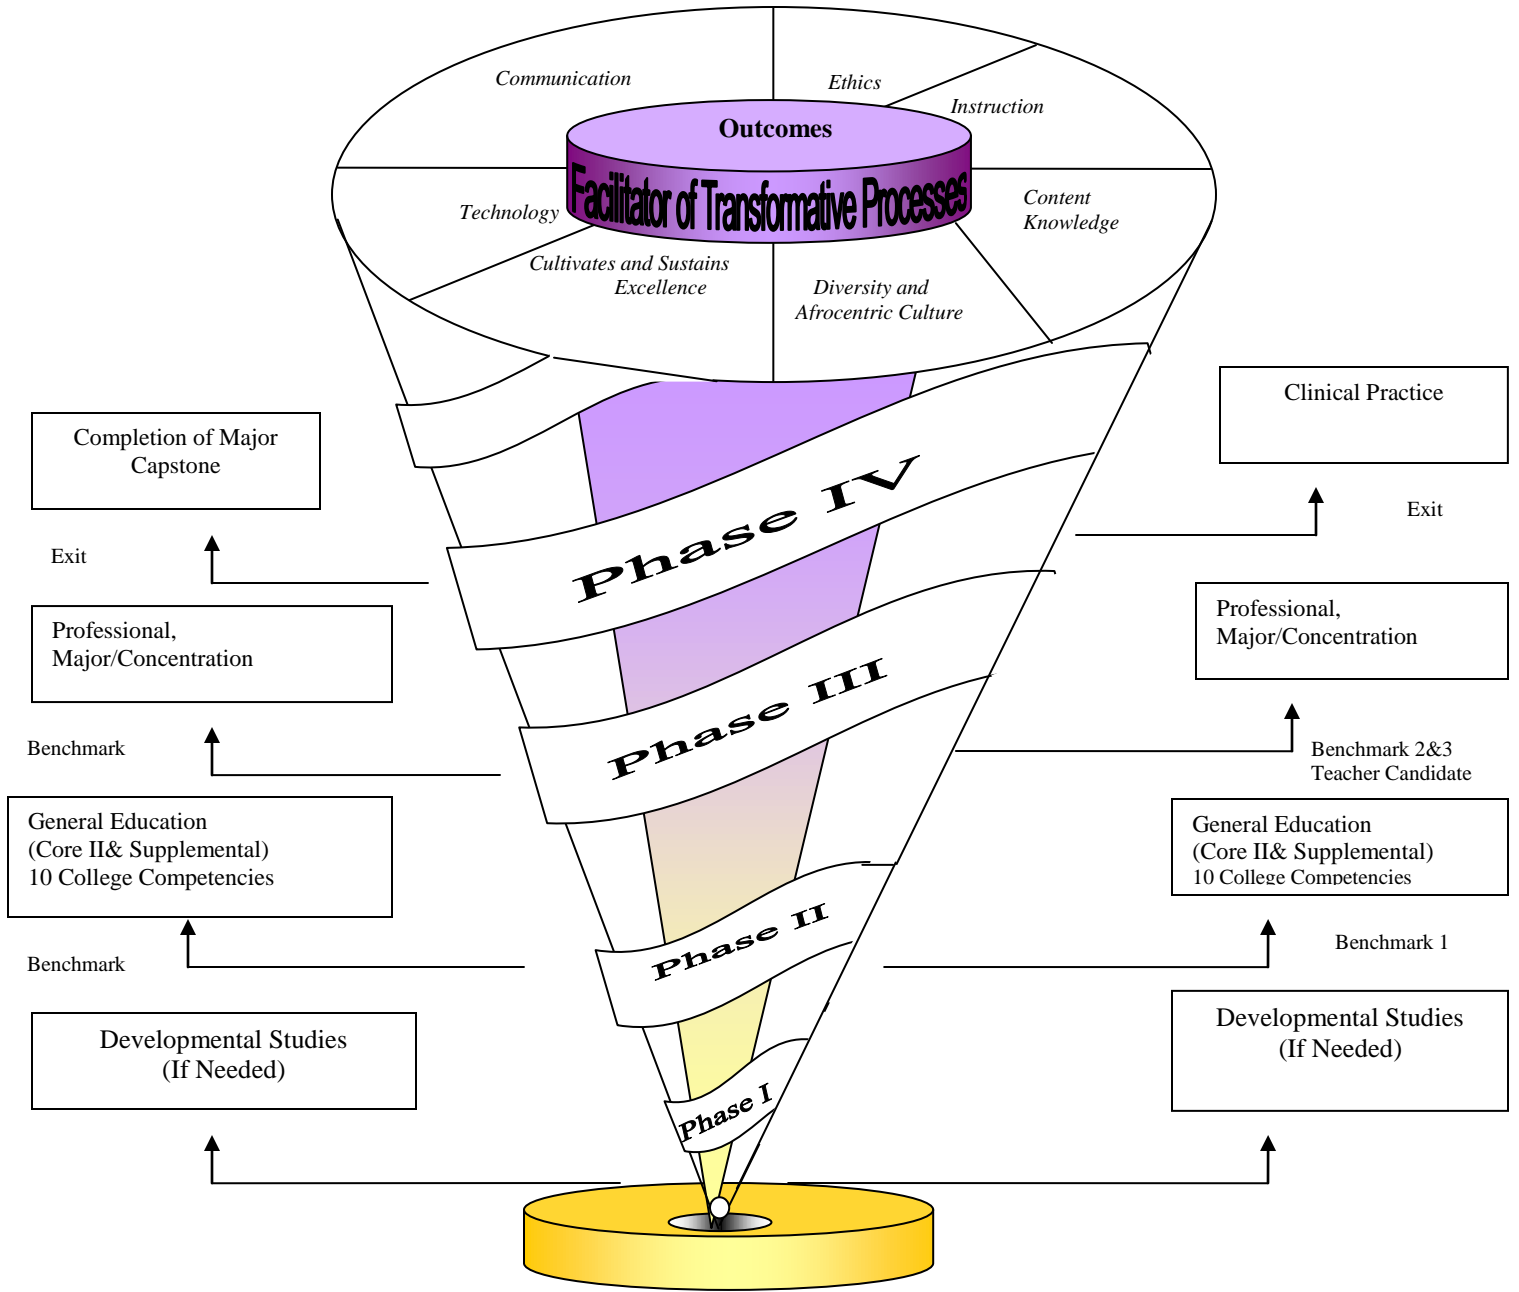 Communication
Ethics
Instruction
Outcomes
Facilitator of Transformative Processes
Technology
Content
Knowledge
Cultivates and Sustains
Excellence
Diversity and
Afrocentric Culture
Phase IV
Phase III
Phase II
Phase I
Completion of Major
Capstone
Exit
Professional,
Major/Concentration
Benchmark
General Education
(Core II& Supplemental)
10 College Competencies
Benchmark
Developmental Studies
(If Needed)
Clinical Practice
Exit
Professional,
Major/Concentration
Benchmark 2&3
Teacher Candidate
General Education
(Core II& Supplemental)
10 College Competencies
Benchmark 1
Developmental Studies
(If Needed)